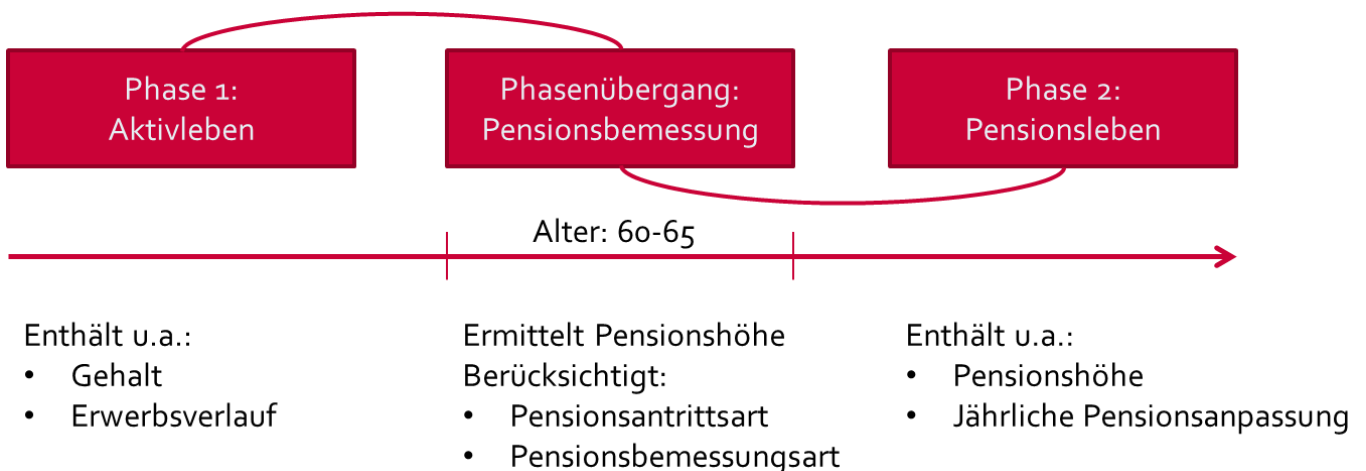 Phase 1:
Aktivleben
Phasenübergang:
Pensionsbemessung
Phase 2:
Pensionsleben
Alter: 60-65
Enthält u.a.:
• Gehalt
• Erwerbsverlauf
Ermittelt Pensionshöhe
Berücksichtigt:
• Pensionsantrittsart
• Pensionsbemessungsart
Enthält u.a.:
• Pensionshöhe
• Jährliche Pensionsanpassung